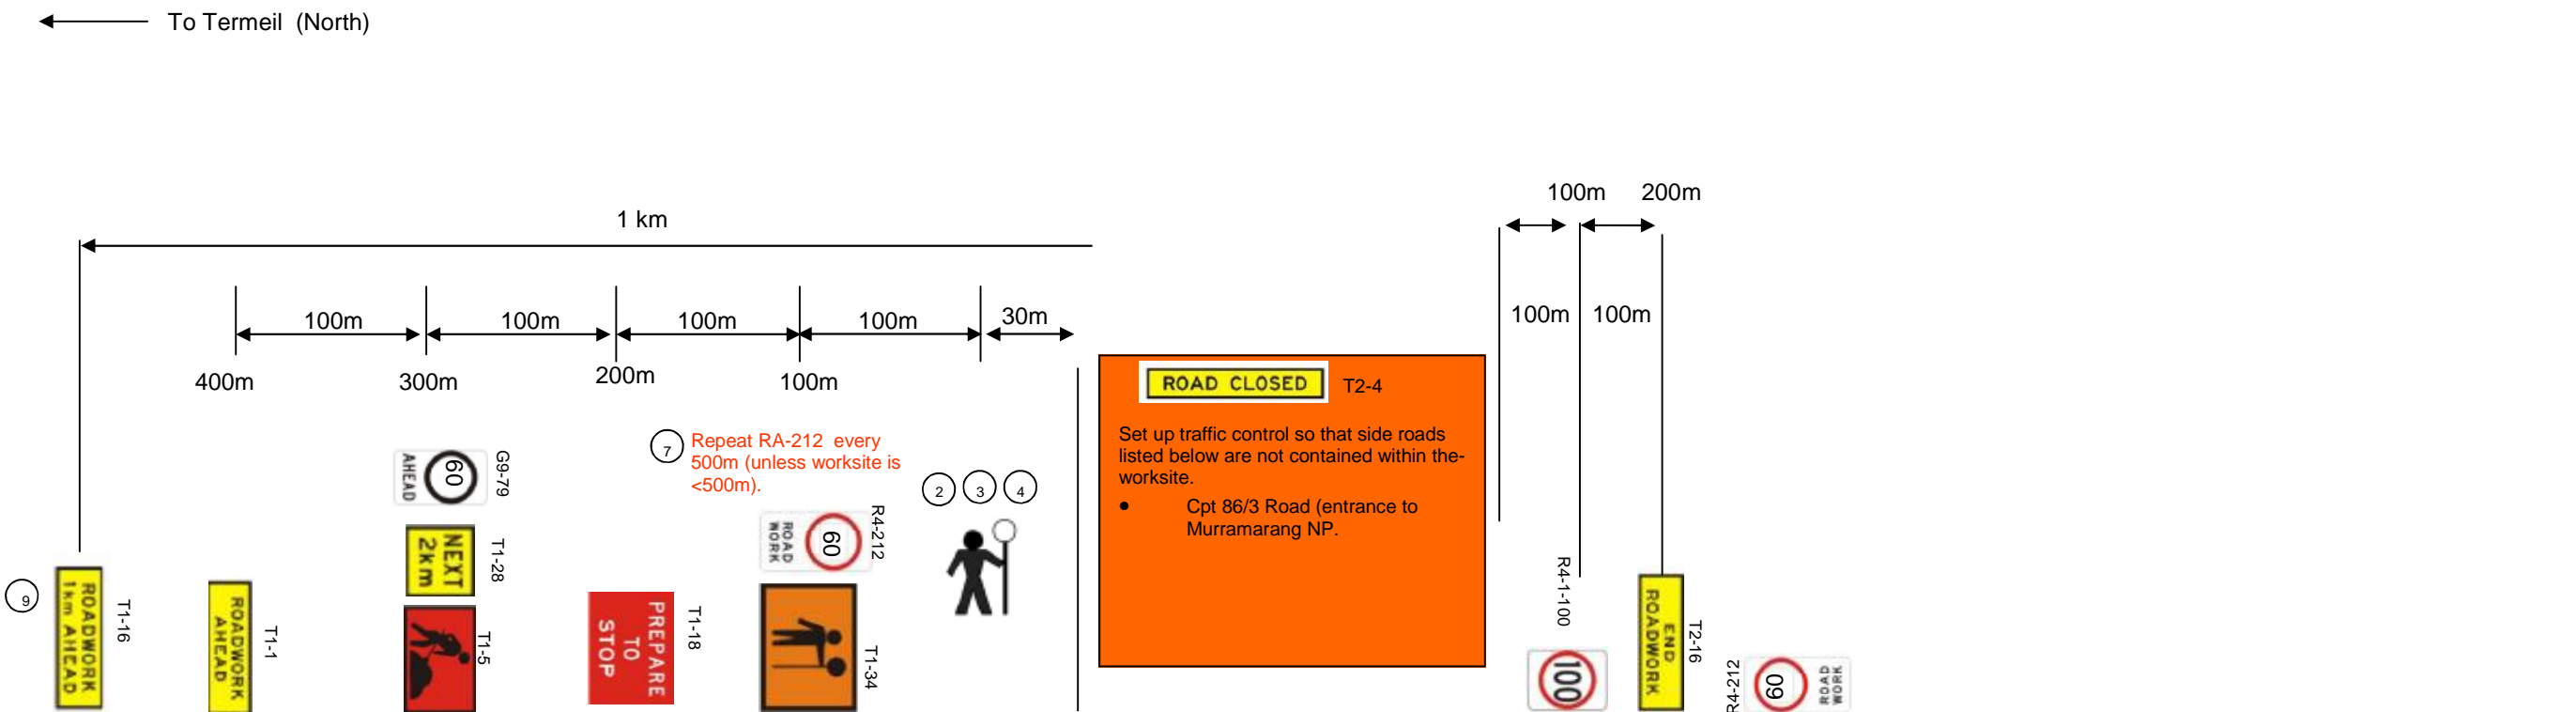 To Termeil  (North)
100m 200m
1 km
100m 100m 100m 100m 30m
100m 100m
400m 300m 200m 100m
ROAD CLOSED T2-4
Set up traffic control so that side roads
listed below are not contained within the-
worksite.
• Cpt 86/3 Road (entrance to
Murramarang NP.
7
Repeat RA-212 every
500m (unless worksite is
<500m).
2 3 4
60
AHEAD
G9-79
NEXT
2km
T1-28
T1-5
9
ROADWORK
1km AHEAD
T1-16
ROADWORK
AHEAD
T1-1
PREPARE
TO
STOP
T1-18
60
ROAD
WORK
R4-212
T1-34
R4-1-100
100
END
ROADWORK
T2-16
R4-212
60
ROAD
WORK